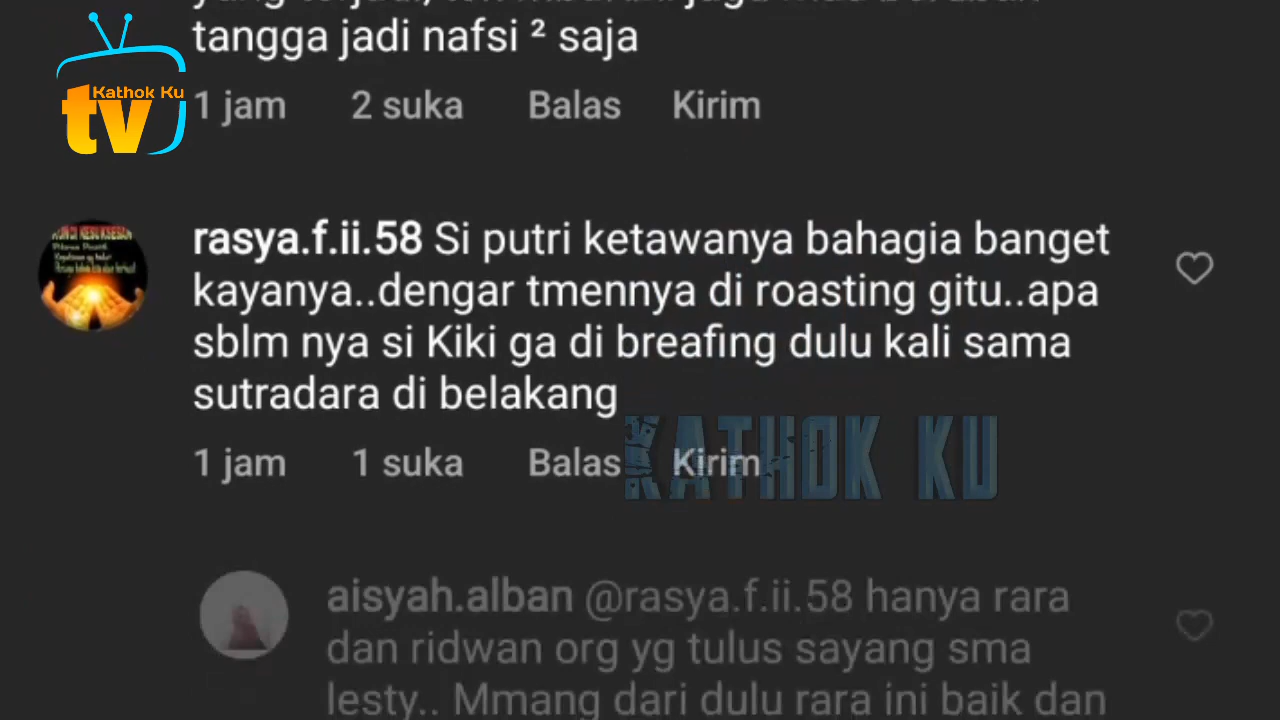 tangga jadi nafsi ² saja
Kathok Ku
tv
1 jam 2 suka Balas Kirim
rasya.f.ii.58 Si putri ketawanya bahagia banget
kayanya..dengar tmennya di roasting gitu..apa
sblm nya si Kiki ga di breafing dulu kali sama
sutradara di belakang
KATHOK KU
1 jam 1 suka Balas Kirim
aisyah.alban @rasya.f.ii.58 hanya rara
dan ridwan org yg tulus sayang sma
lesty.. Mmang dari dulu rara ini baik dan